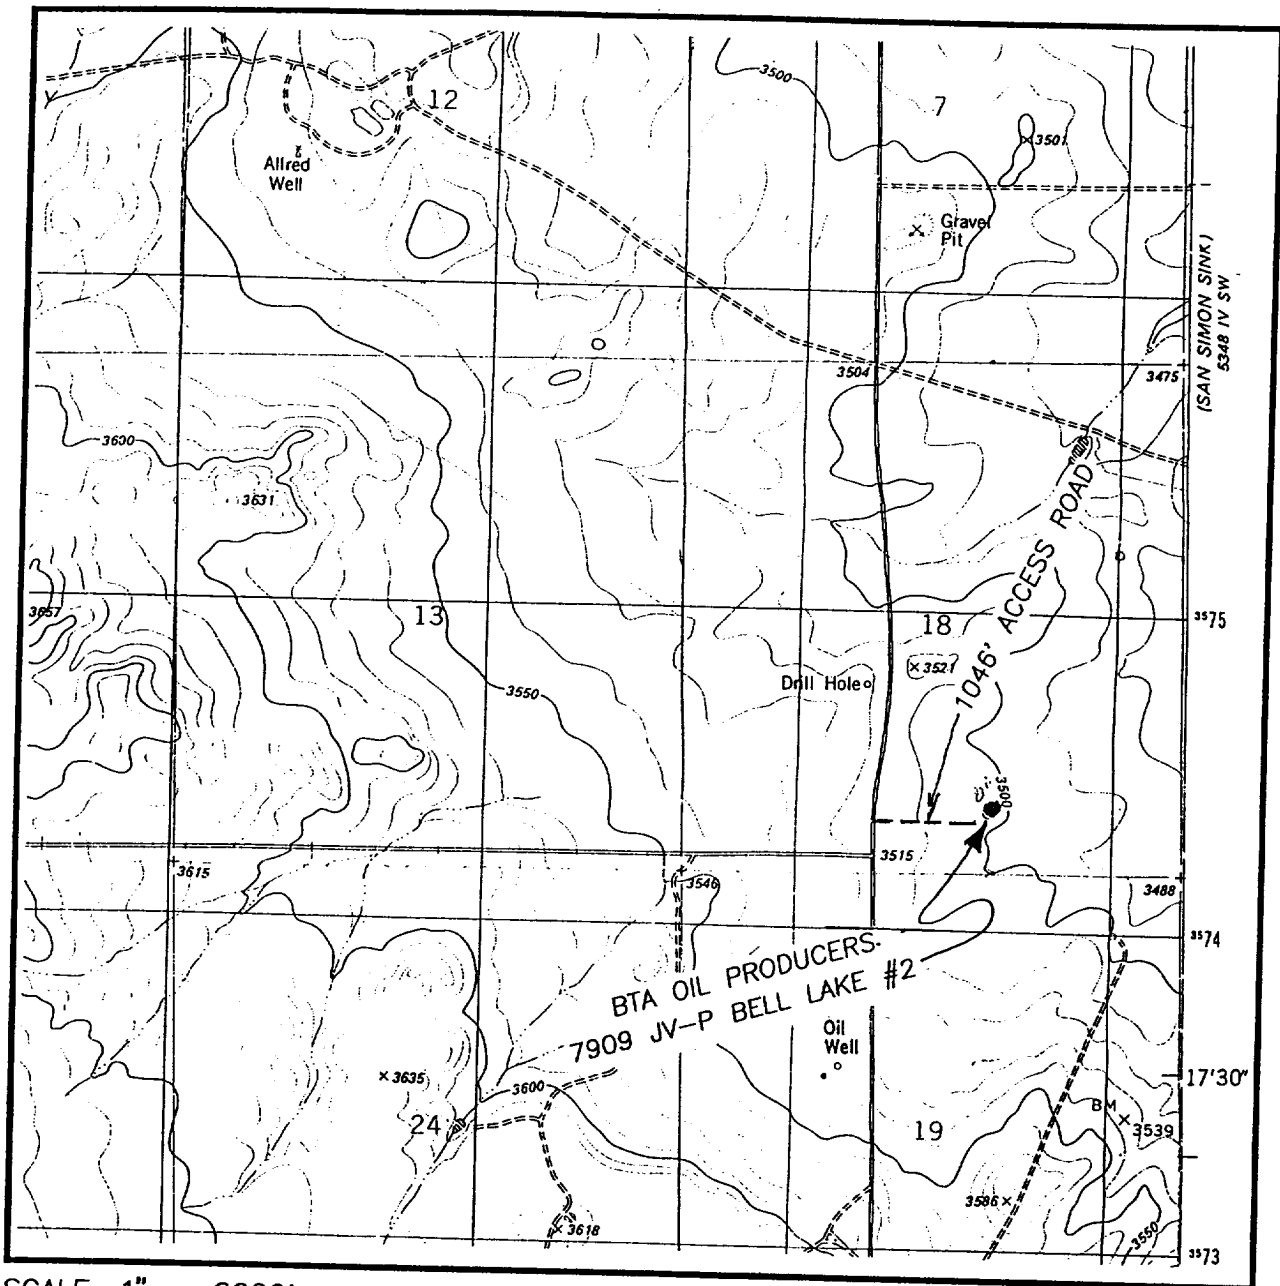 12
7
3500
3501
Allred
Well
Gravel
Pit
(SAN SIMON SINK)
5348 IV SW
3504
3475
3600
3631
1046' ACCESS ROAD
3657
13
18
3575
3521
Drill Hole
3550
3500
3515
3615
3546
3488
3574
BTA OIL PRODUCERS
7909 JV-P BELL LAKE #2
Oil
Well
3635
3600
17'30"
24
19
BM
3539
3586
3618
3550
3573